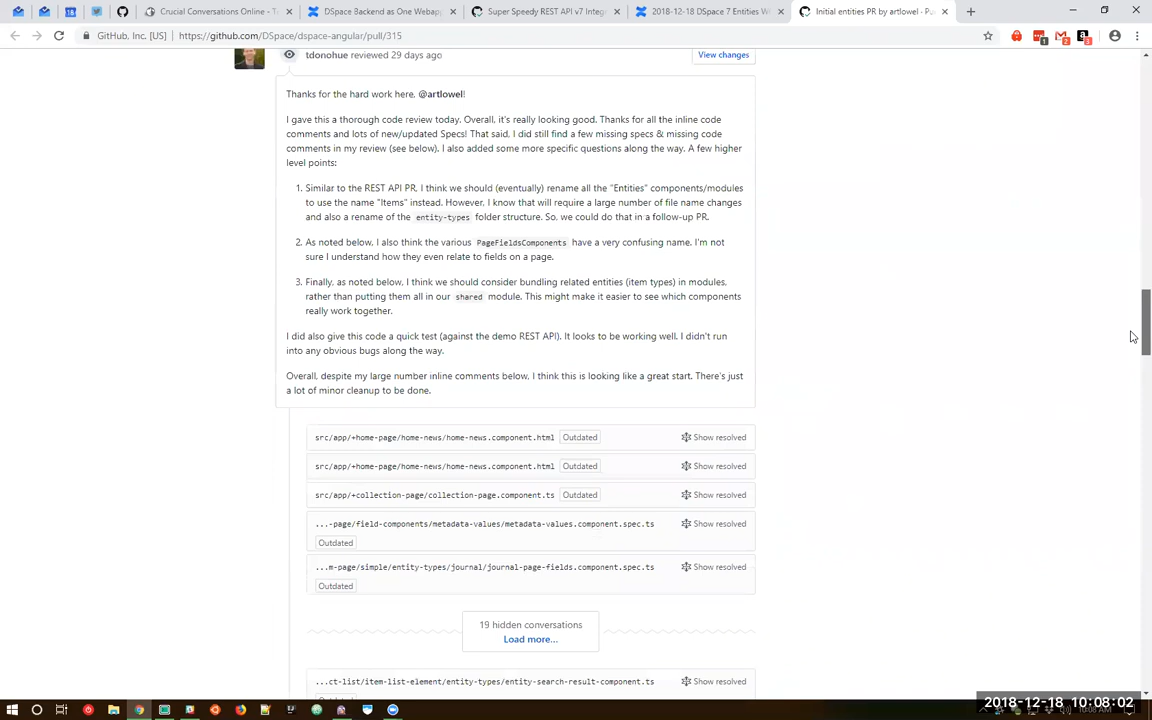 Crucial Conversations Online - T
DSpace Backend as One Webapp
Super Speedy REST API v7 Integ
2018-12-18 DSpace 7 Entities W
Initial entities PR by artlowel - Pu
GitHub, Inc. [US] | https://github.com/DSpace/dspace-angular/pull/315
tdonohue reviewed 29 days ago
View changes
Thanks for the hard work here, @artlowel!
I gave this a thorough code review today. Overall, it's really looking good. Thanks for all the inline code
comments and lots of new/updated Specs! That said, I did still find a few missing specs & missing code
comments in my review (see below). I also added some more specific questions along the way. A few higher
level points:
1. Similar to the REST API PR, I think we should (eventually) rename all the "Entities" components/modules
to use the name "Items" instead. However, I know that will require a large number of file name changes
and also a rename of the entity-types folder structure. So, we could do that in a follow-up PR.
2. As noted below, I also think the various PageFieldsComponents have a very confusing name. I'm not
sure I understand how they even relate to fields on a page.
3. Finally, as noted below, I think we should consider bundling related entities (item types) in modules,
rather than putting them all in our shared module. This might make it easier to see which components
really work together.
I did also give this code a quick test (against the demo REST API). It looks to be working well. I didn't run
into any obvious bugs along the way.
Overall, despite my large number inline comments below, I think this is looking like a great start. There's just
a lot of minor cleanup to be done.
src/app/+home-page/home-news/home-news.component.html Outdated Show resolved
src/app/+home-page/home-news/home-news.component.html Outdated Show resolved
src/app/+collection-page/collection-page.component.ts Outdated Show resolved
...-page/field-components/metadata-values/metadata-values.component.spec.ts Show resolved
Outdated
...m-page/simple/entity-types/journal/journal-page-fields.component.spec.ts Show resolved
Outdated
19 hidden conversations
Load more...
...ct-list/item-list-element/entity-types/entity-search-result-component.ts Show resolved
2018-12-18 10:08:02